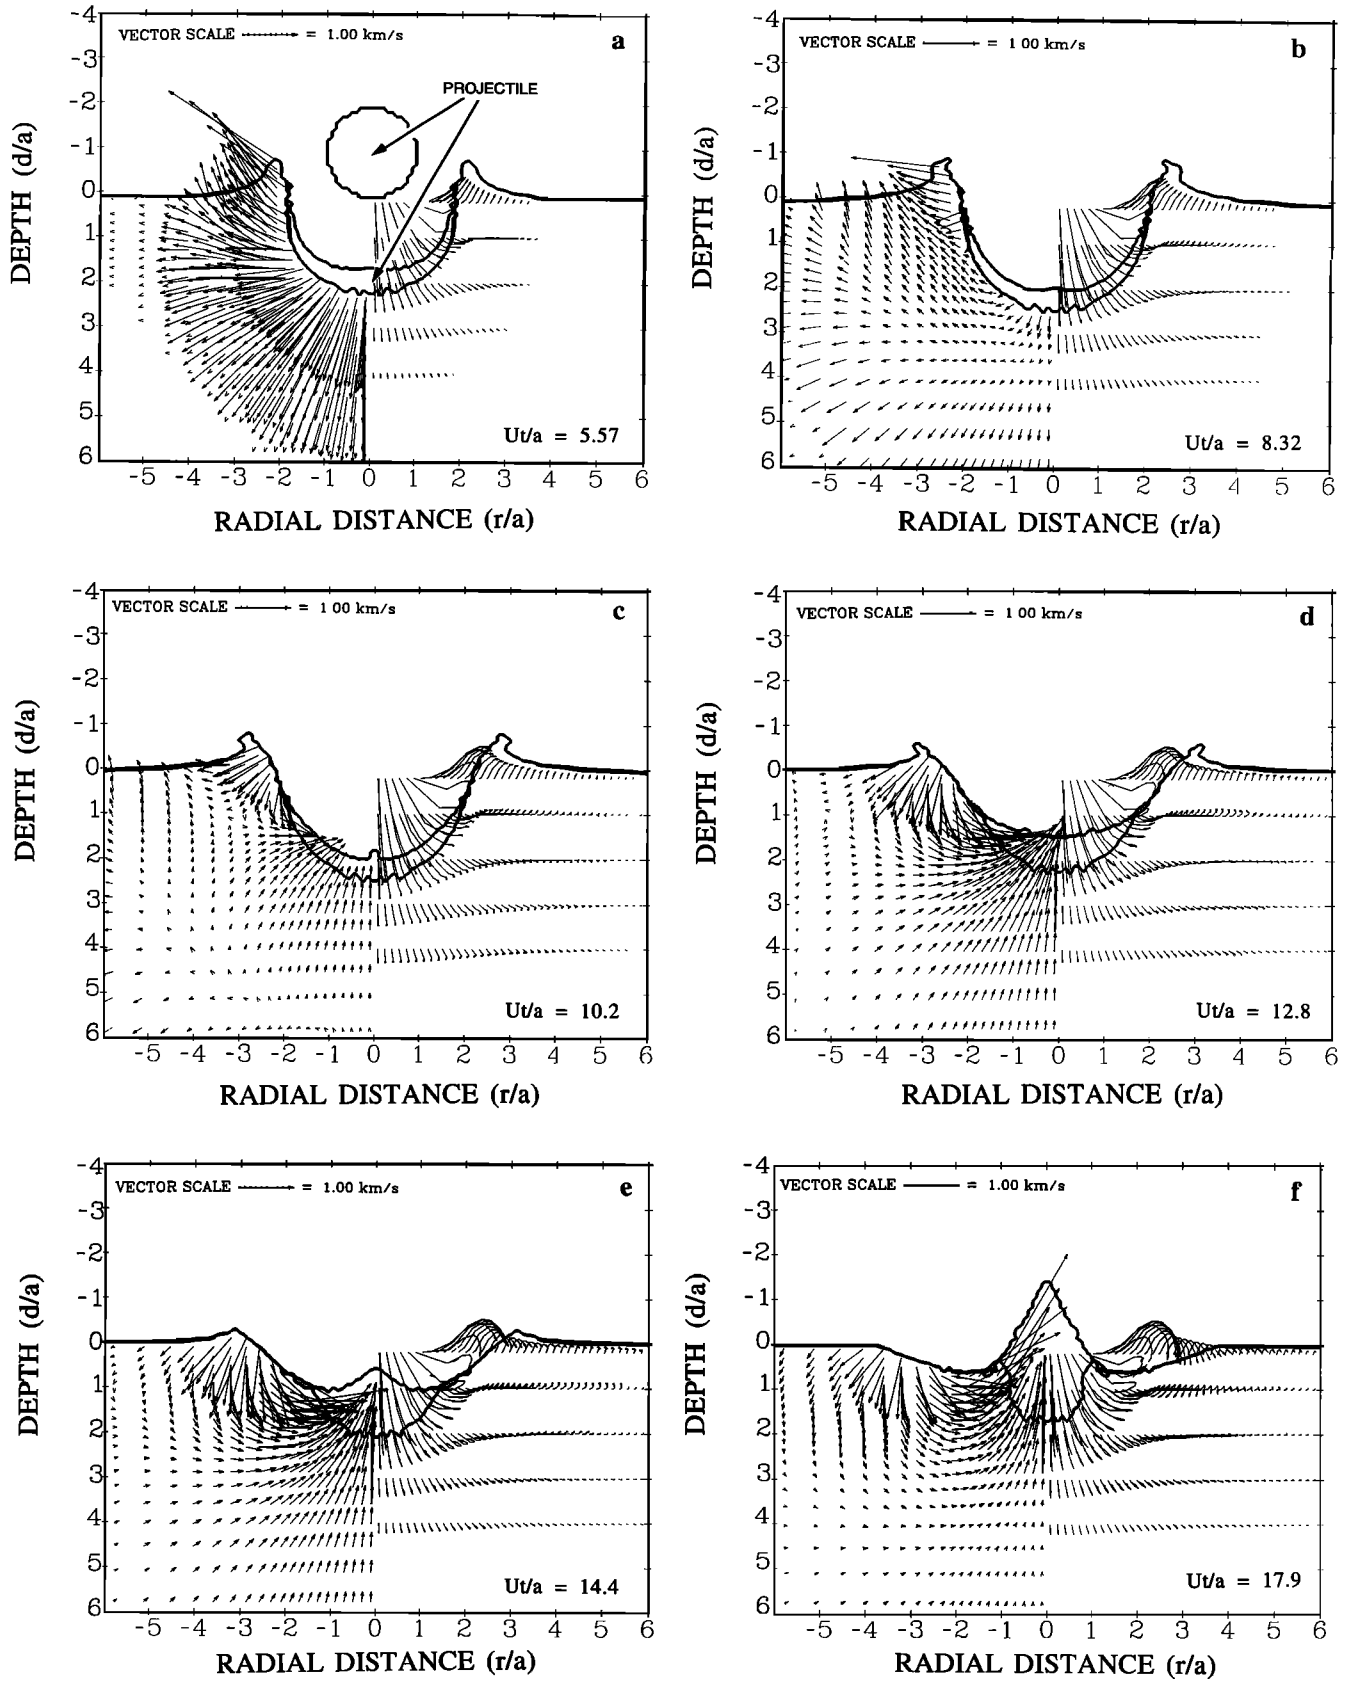 -4
VECTOR SCALE = 1.00 km/s a
-3
PROJECTILE
-2
-1
0
1
2
3
4
5
6
DEPTH (d/a)
Ut/a = 5.57
-5 -4 -3 -2 -1 0 1 2 3 4 5 6
RADIAL DISTANCE (r/a)
-4
VECTOR SCALE = 1 00 km/s b
-3
-2
-1
0
1
2
3
4
5
6
DEPTH (d/a)
Ut/a = 8.32
-5 -4 -3 -2 -1 0 1 2 3 4 5 6
RADIAL DISTANCE (r/a)
-4
VECTOR SCALE = 1 00 km/s c
-3
-2
-1
0
1
2
3
4
5
6
DEPTH (d/a)
Ut/a = 10.2
-5 -4 -3 -2 -1 0 1 2 3 4 5 6
RADIAL DISTANCE (r/a)
-4
VECTOR SCALE = 1 00 km/s d
-3
-2
-1
0
1
2
3
4
5
6
DEPTH (d/a)
Ut/a = 12.8
-5 -4 -3 -2 -1 0 1 2 3 4 5 6
RADIAL DISTANCE (r/a)
-4
VECTOR SCALE = 1.00 km/s e
-3
-2
-1
0
1
2
3
4
5
6
DEPTH (d/a)
Ut/a = 14.4
-5 -4 -3 -2 -1 0 1 2 3 4 5 6
RADIAL DISTANCE (r/a)
-4
VECTOR SCALE = 1.00 km/s f
-3
-2
-1
0
1
2
3
4
5
6
DEPTH (d/a)
Ut/a = 17.9
-5 -4 -3 -2 -1 0 1 2 3 4 5 6
RADIAL DISTANCE (r/a)